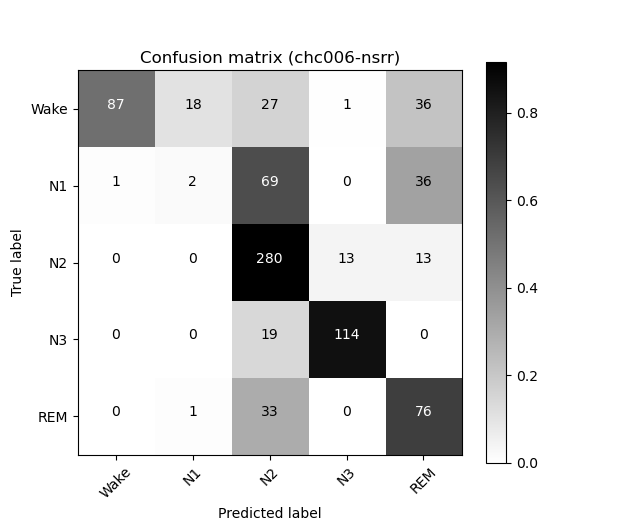 Confusion matrix (chc006-nsrr)
True label
Wake 87 18 27 1 36
N1 1 2 69 0 36
N2 0 0 280 13 13
N3 0 0 19 114 0
REM 0 1 33 0 76
Wake N1 N2 N3 REM
Predicted label
0.8
0.6
0.4
0.2
0.0